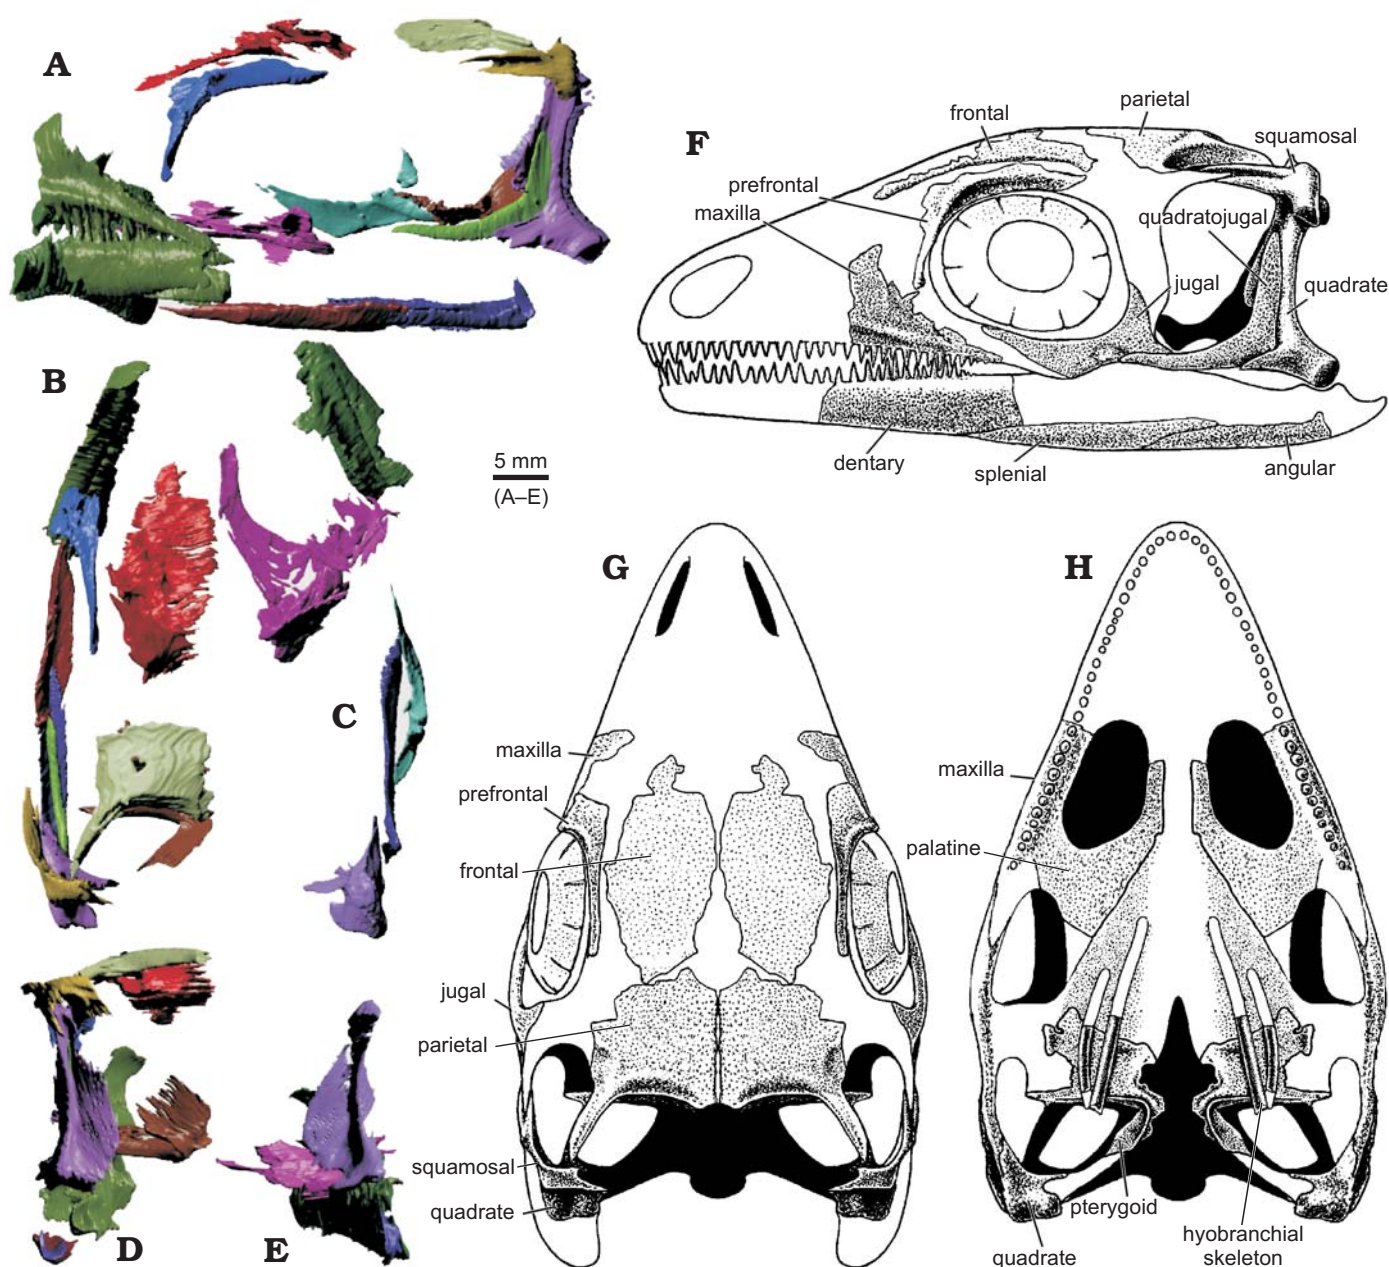 A
F
frontal
parietal
squamosal
prefrontal
maxilla
quadratojugal
jugal
quadrate
dentary
splenial
angular
B
5 mm
(A–E)
C
G
maxilla
prefrontal
frontal
jugal
parietal
squamosal
quadrate
H
maxilla
palatine
pterygoid
hyobranchial
skeleton
quadrate
D
E